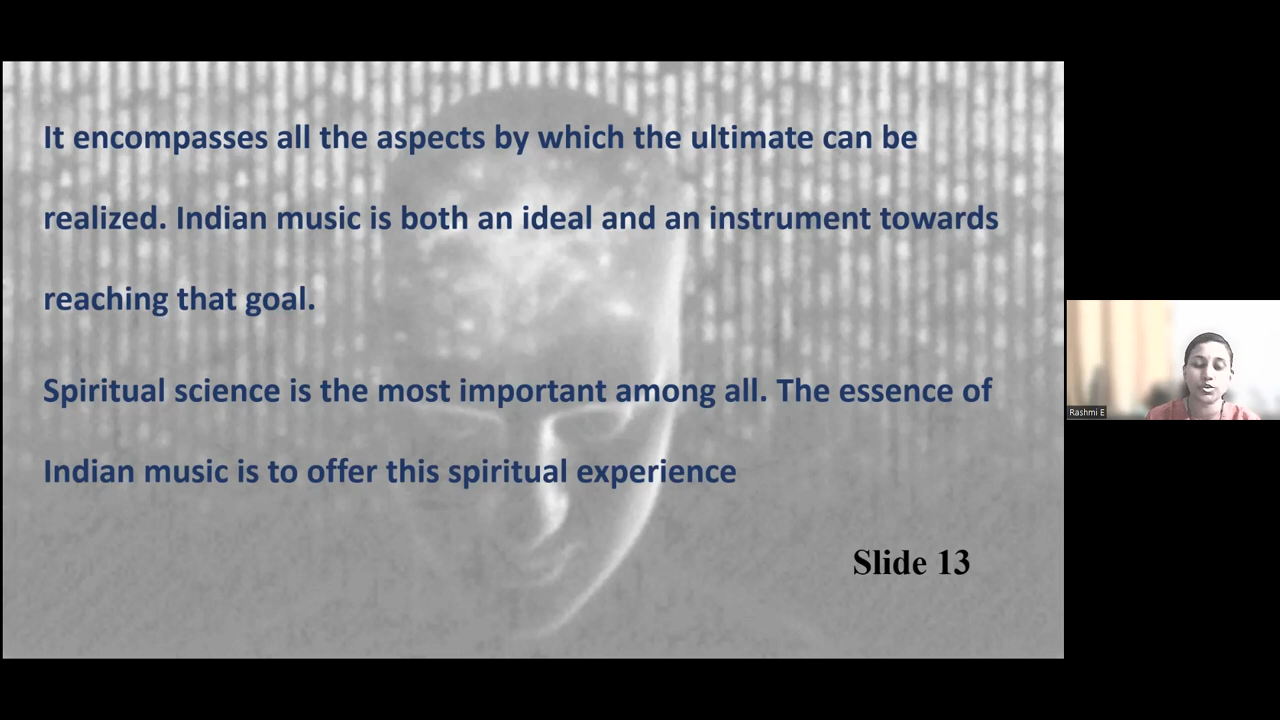 It encompasses all the aspects by which the ultimate can be
realized. Indian music is both an ideal and an instrument towards
reaching that goal.
Spiritual science is the most important among all. The essence of
Indian music is to offer this spiritual experience
Slide 13
Rashmi E